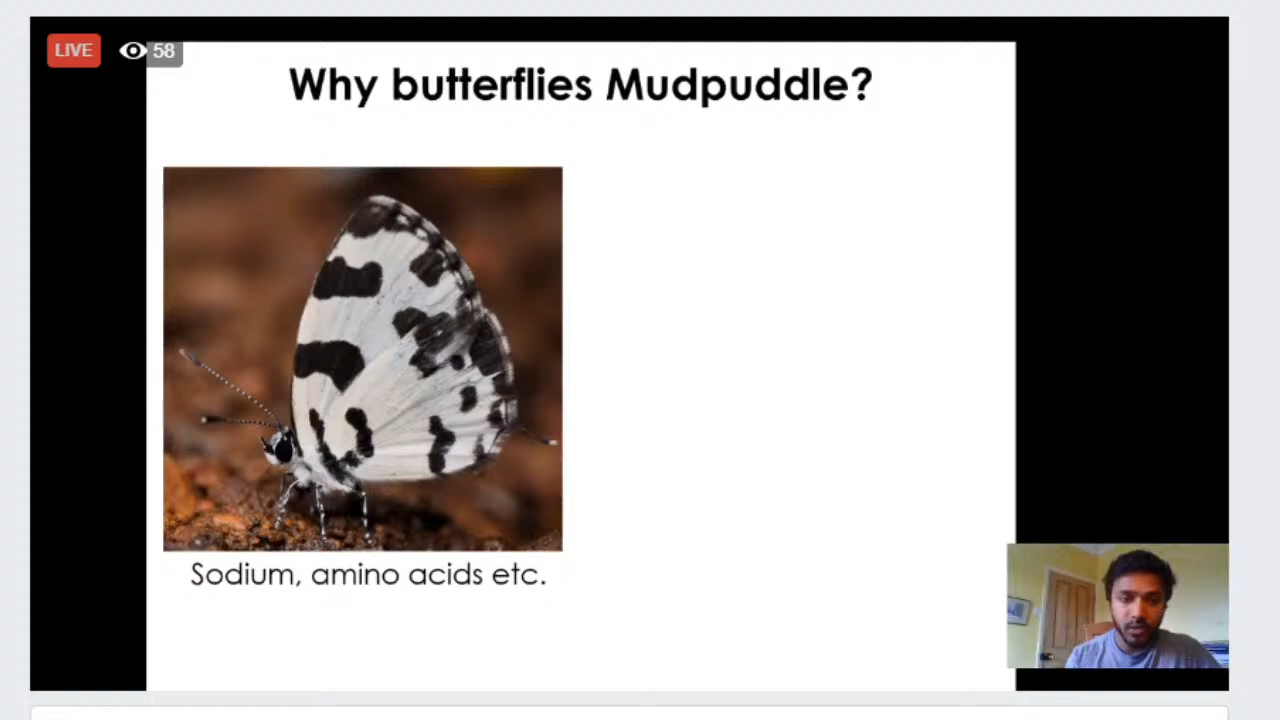 LIVE 58
Why butterflies Mudpuddle?
Sodium, amino acids etc.